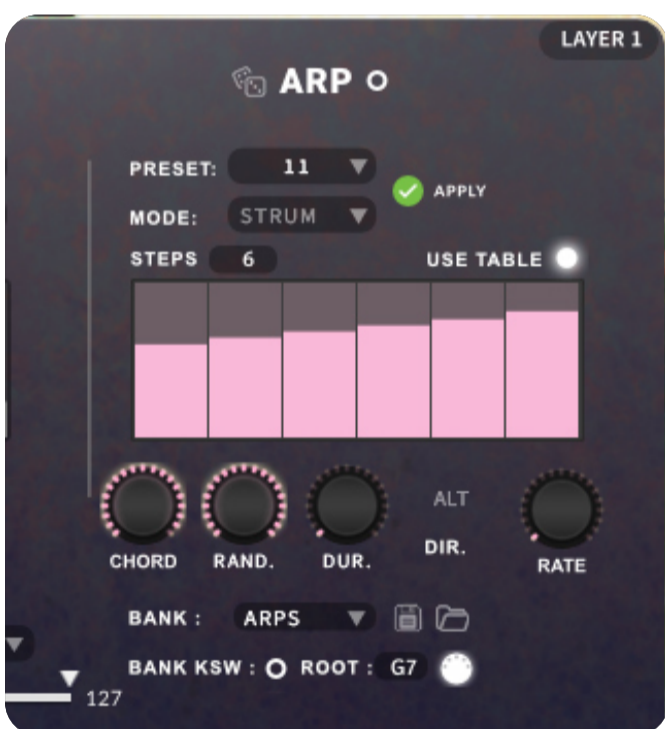 LAYER 1
ARP
PRESET: 11
APPLY
MODE: STRUM
STEPS 6 USE TABLE
CHORD RAND. DUR. ALT DIR. RATE
BANK : ARPS
BANK KSW : ROOT : G7
127